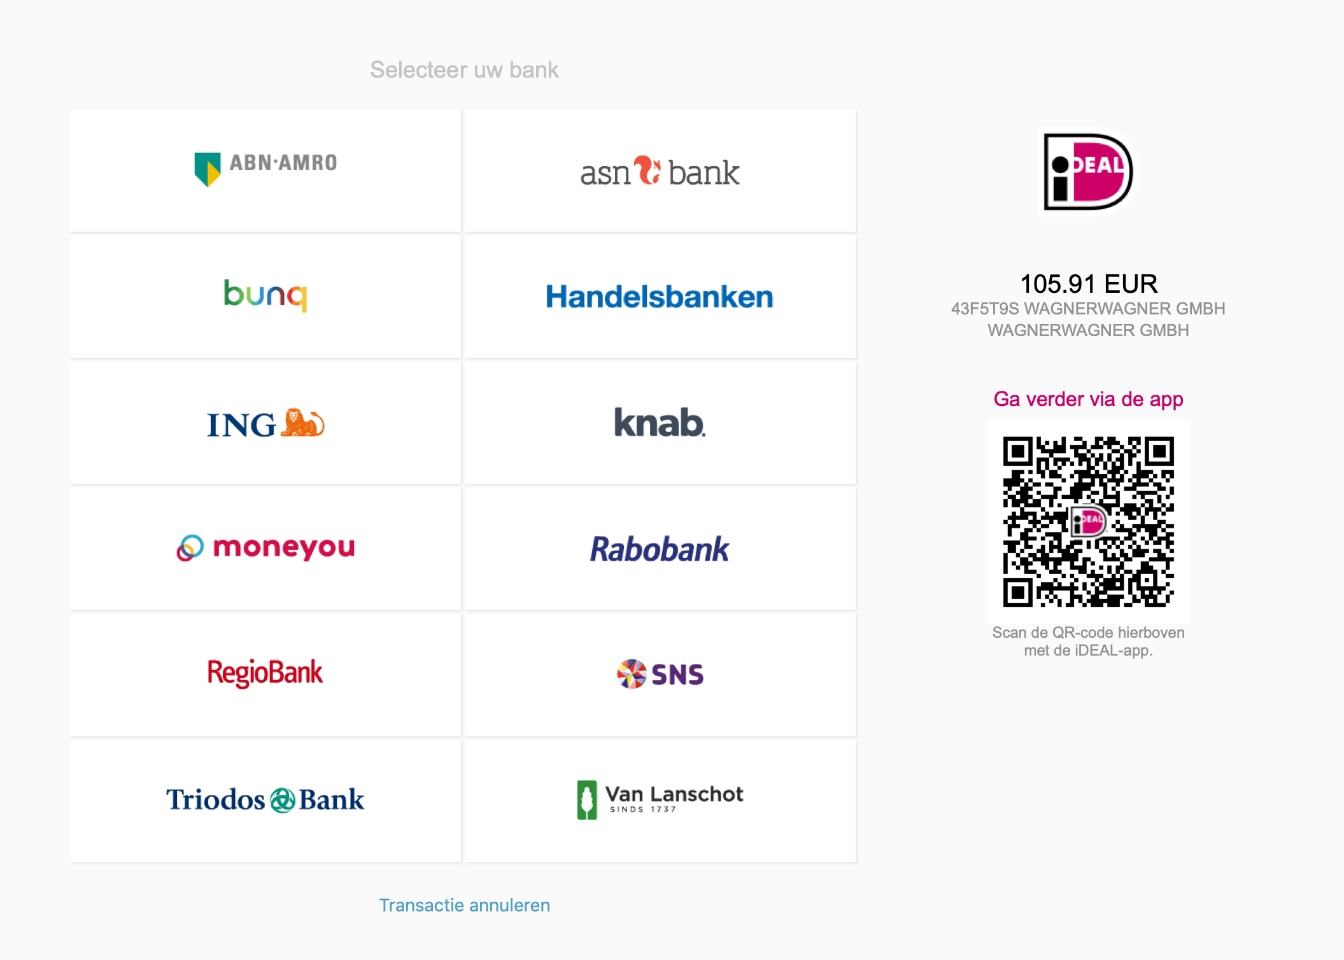 Selecteer uw bank
ABN·AMRO
asn bank
bunq
Handelsbanken
ING
knab.
moneyou
Rabobank
RegioBank
SNS
Triodos Bank
Van Lanschot
SINDS 1737
Transactie annuleren
iDEAL
105.91 EUR
43F5T9S WAGNERWAGNER GMBH
WAGNERWAGNER GMBH
Ga verder via de app
iDEAL
Scan de QR-code hierboven
met de iDEAL-app.